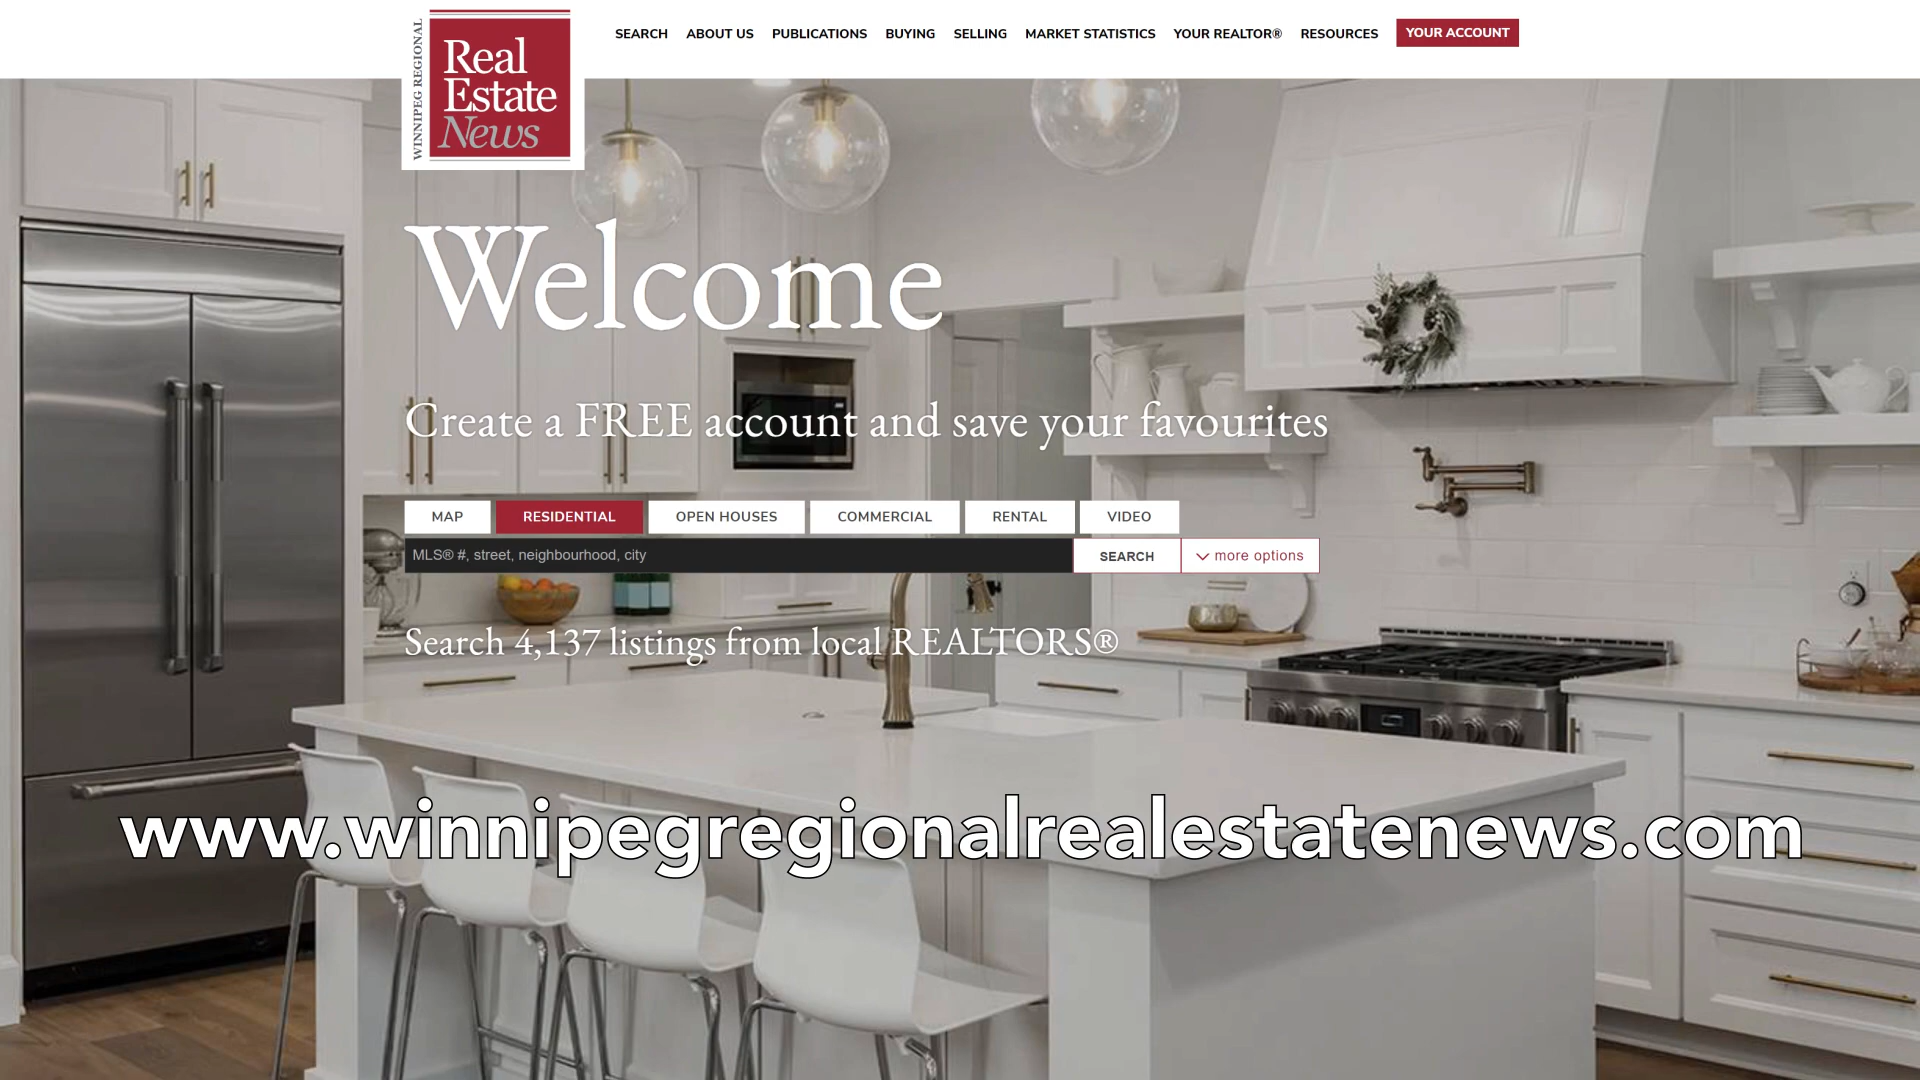 WINNIPEG REGIONAL
Real
Estate
News
SEARCH ABOUT US PUBLICATIONS BUYING SELLING MARKET STATISTICS YOUR REALTOR® RESOURCES YOUR ACCOUNT
Welcome
Create a FREE account and save your favourites
MAP RESIDENTIAL OPEN HOUSES COMMERCIAL RENTAL VIDEO
MLS® #, street, neighbourhood, city SEARCH more options
Search 4,137 listings from local REALTORS®
www.winnipegregionalrealestatenews.com